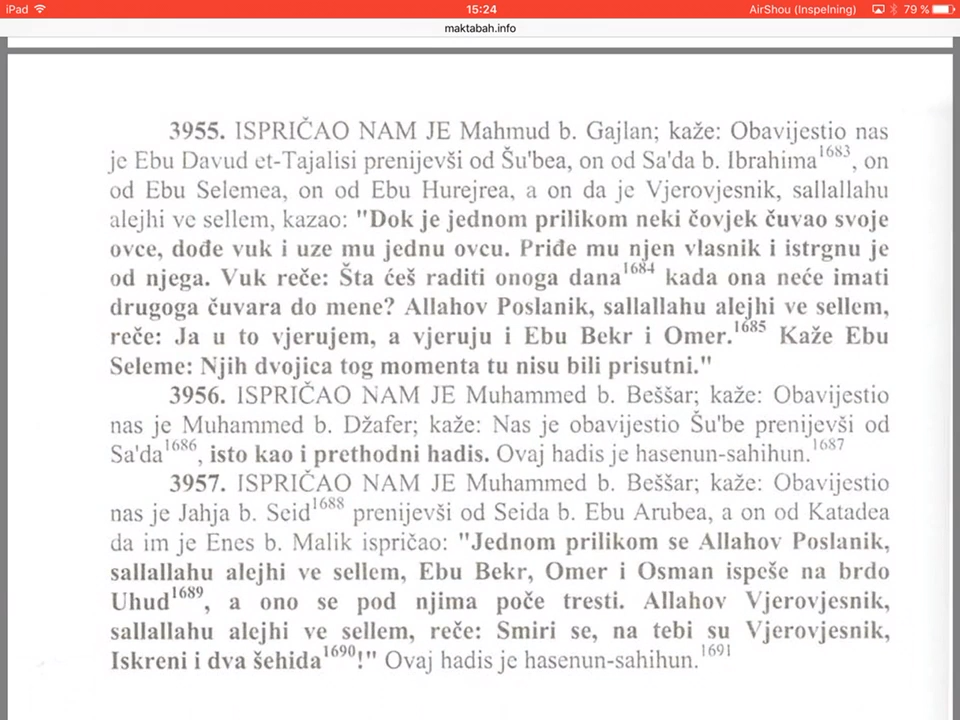 iPad 15:24 AirShou (Inspelning) 79 %
maktabah.info
3955. ISPRIČAO NAM JE Mahmud b. Gajlan; kaže: Obavijestio nas
je Ebu Davud et-Tajalisi prenijevši od Šu'bea, on od Sa'da b. Ibrahima1683, on
od Ebu Selemea, on od Ebu Hurejrea, a on da je Vjerovjesnik, sallallahu
alejhi ve sellem, kazao: "Dok je jednom prilikom neki čovjek čuvao svoje
ovce, dođe vuk i uze mu jednu ovcu. Priđe mu njen vlasnik i istrgnu je
od njega. Vuk reče: Šta ćeš raditi onoga dana1684 kada ona neće imati
drugoga čuvara do mene? Allahov Poslanik, sallallahu alejhi ve sellem,
reče: Ja u to vjerujem, a vjeruju i Ebu Bekr i Omer.1685 Kaže Ebu
Seleme: Njih dvojica tog momenta tu nisu bili prisutni."
3956. ISPRIČAO NAM JE Muhammed b. Beššar; kaže: Obavijestio
nas je Muhammed b. Džafer; kaže: Nas je obavijestio Šu'be prenijevši od
Sa'da1686, isto kao i prethodni hadis. Ovaj hadis je hasenun-sahihun.1687
3957. ISPRIČAO NAM JE Muhammed b. Beššar; kaže: Obavijestio
nas je Jahja b. Seid1688 prenijevši od Seida b. Ebu Arubea, a on od Katadea
da im je Enes b. Malik ispričao: "Jednom prilikom se Allahov Poslanik,
sallallahu alejhi ve sellem, Ebu Bekr, Omer i Osman ispeše na brdo
Uhud1689, a ono se pod njima poče tresti. Allahov Vjerovjesnik,
sallallahu alejhi ve sellem, reče: Smiri se, na tebi su Vjerovjesnik,
Iskreni i dva šehida1690!" Ovaj hadis je hasenun-sahihun.1691